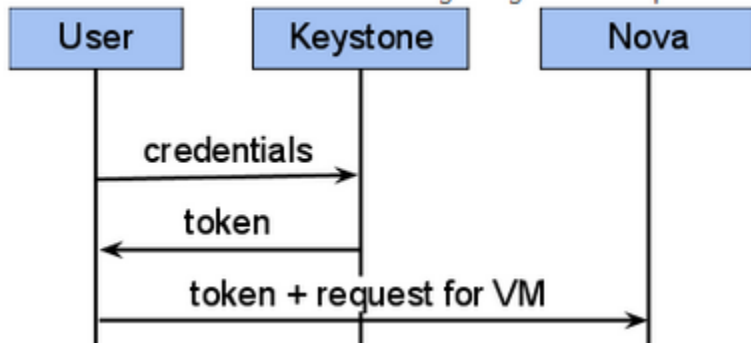 User Keystone Nova
credentials
token
token + request for VM